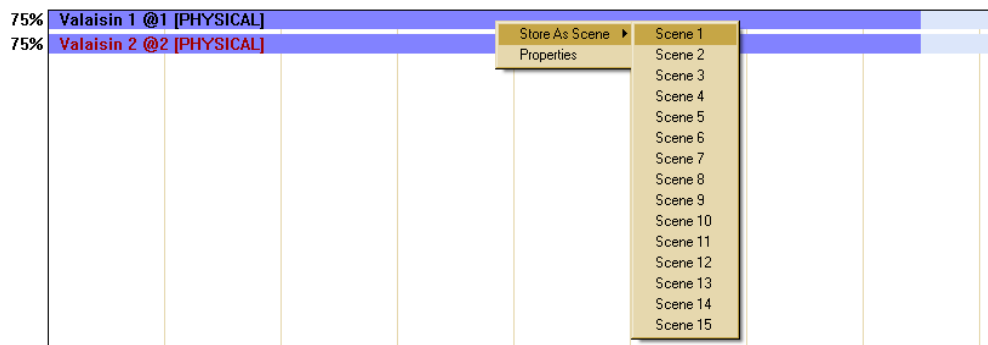 75% Valaisin 1 @1 [PHYSICAL]
75% Valaisin 2 @2 [PHYSICAL]
Store As Scene
Properties
Scene 1
Scene 2
Scene 3
Scene 4
Scene 5
Scene 6
Scene 7
Scene 8
Scene 9
Scene 10
Scene 11
Scene 12
Scene 13
Scene 14
Scene 15